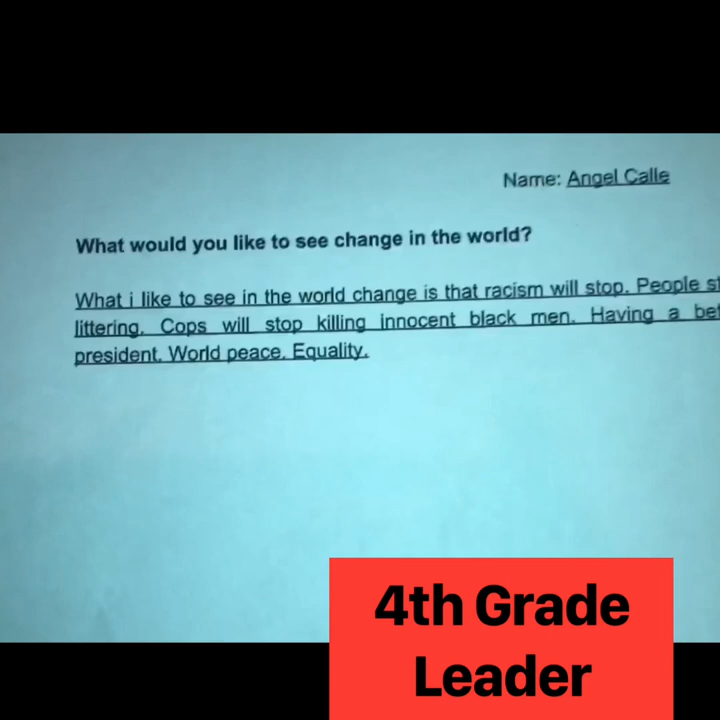 Name: Angel Calle
What would you like to see change in the world?
What i like to see in the world change is that racism will stop. People
littering. Cops will stop killing innocent black men. Having a
president. World peace. Equality.
4th Grade
Leader